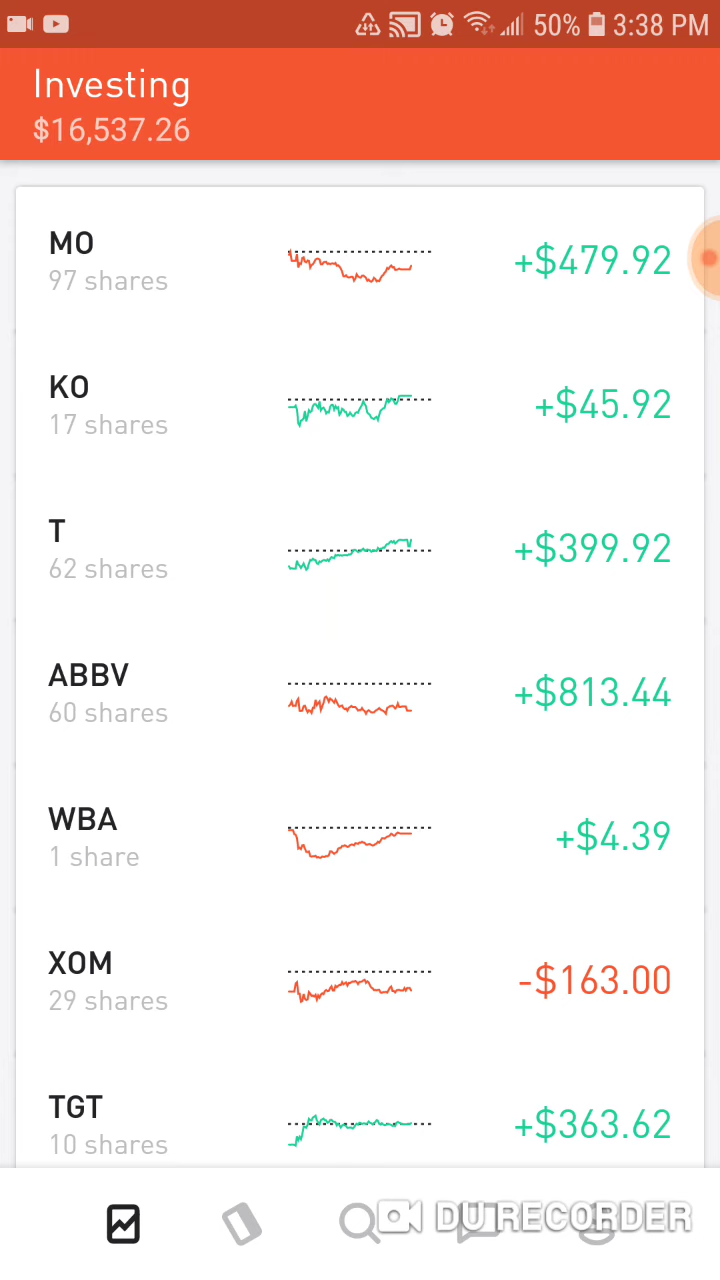 50% 3:38 PM
Investing
$16,537.26
MO
97 shares
+$479.92
KO
17 shares
+$45.92
T
62 shares
+$399.92
ABBV
60 shares
+$813.44
WBA
1 share
+$4.39
XOM
29 shares
-$163.00
TGT
10 shares
+$363.62
DU RECORDER